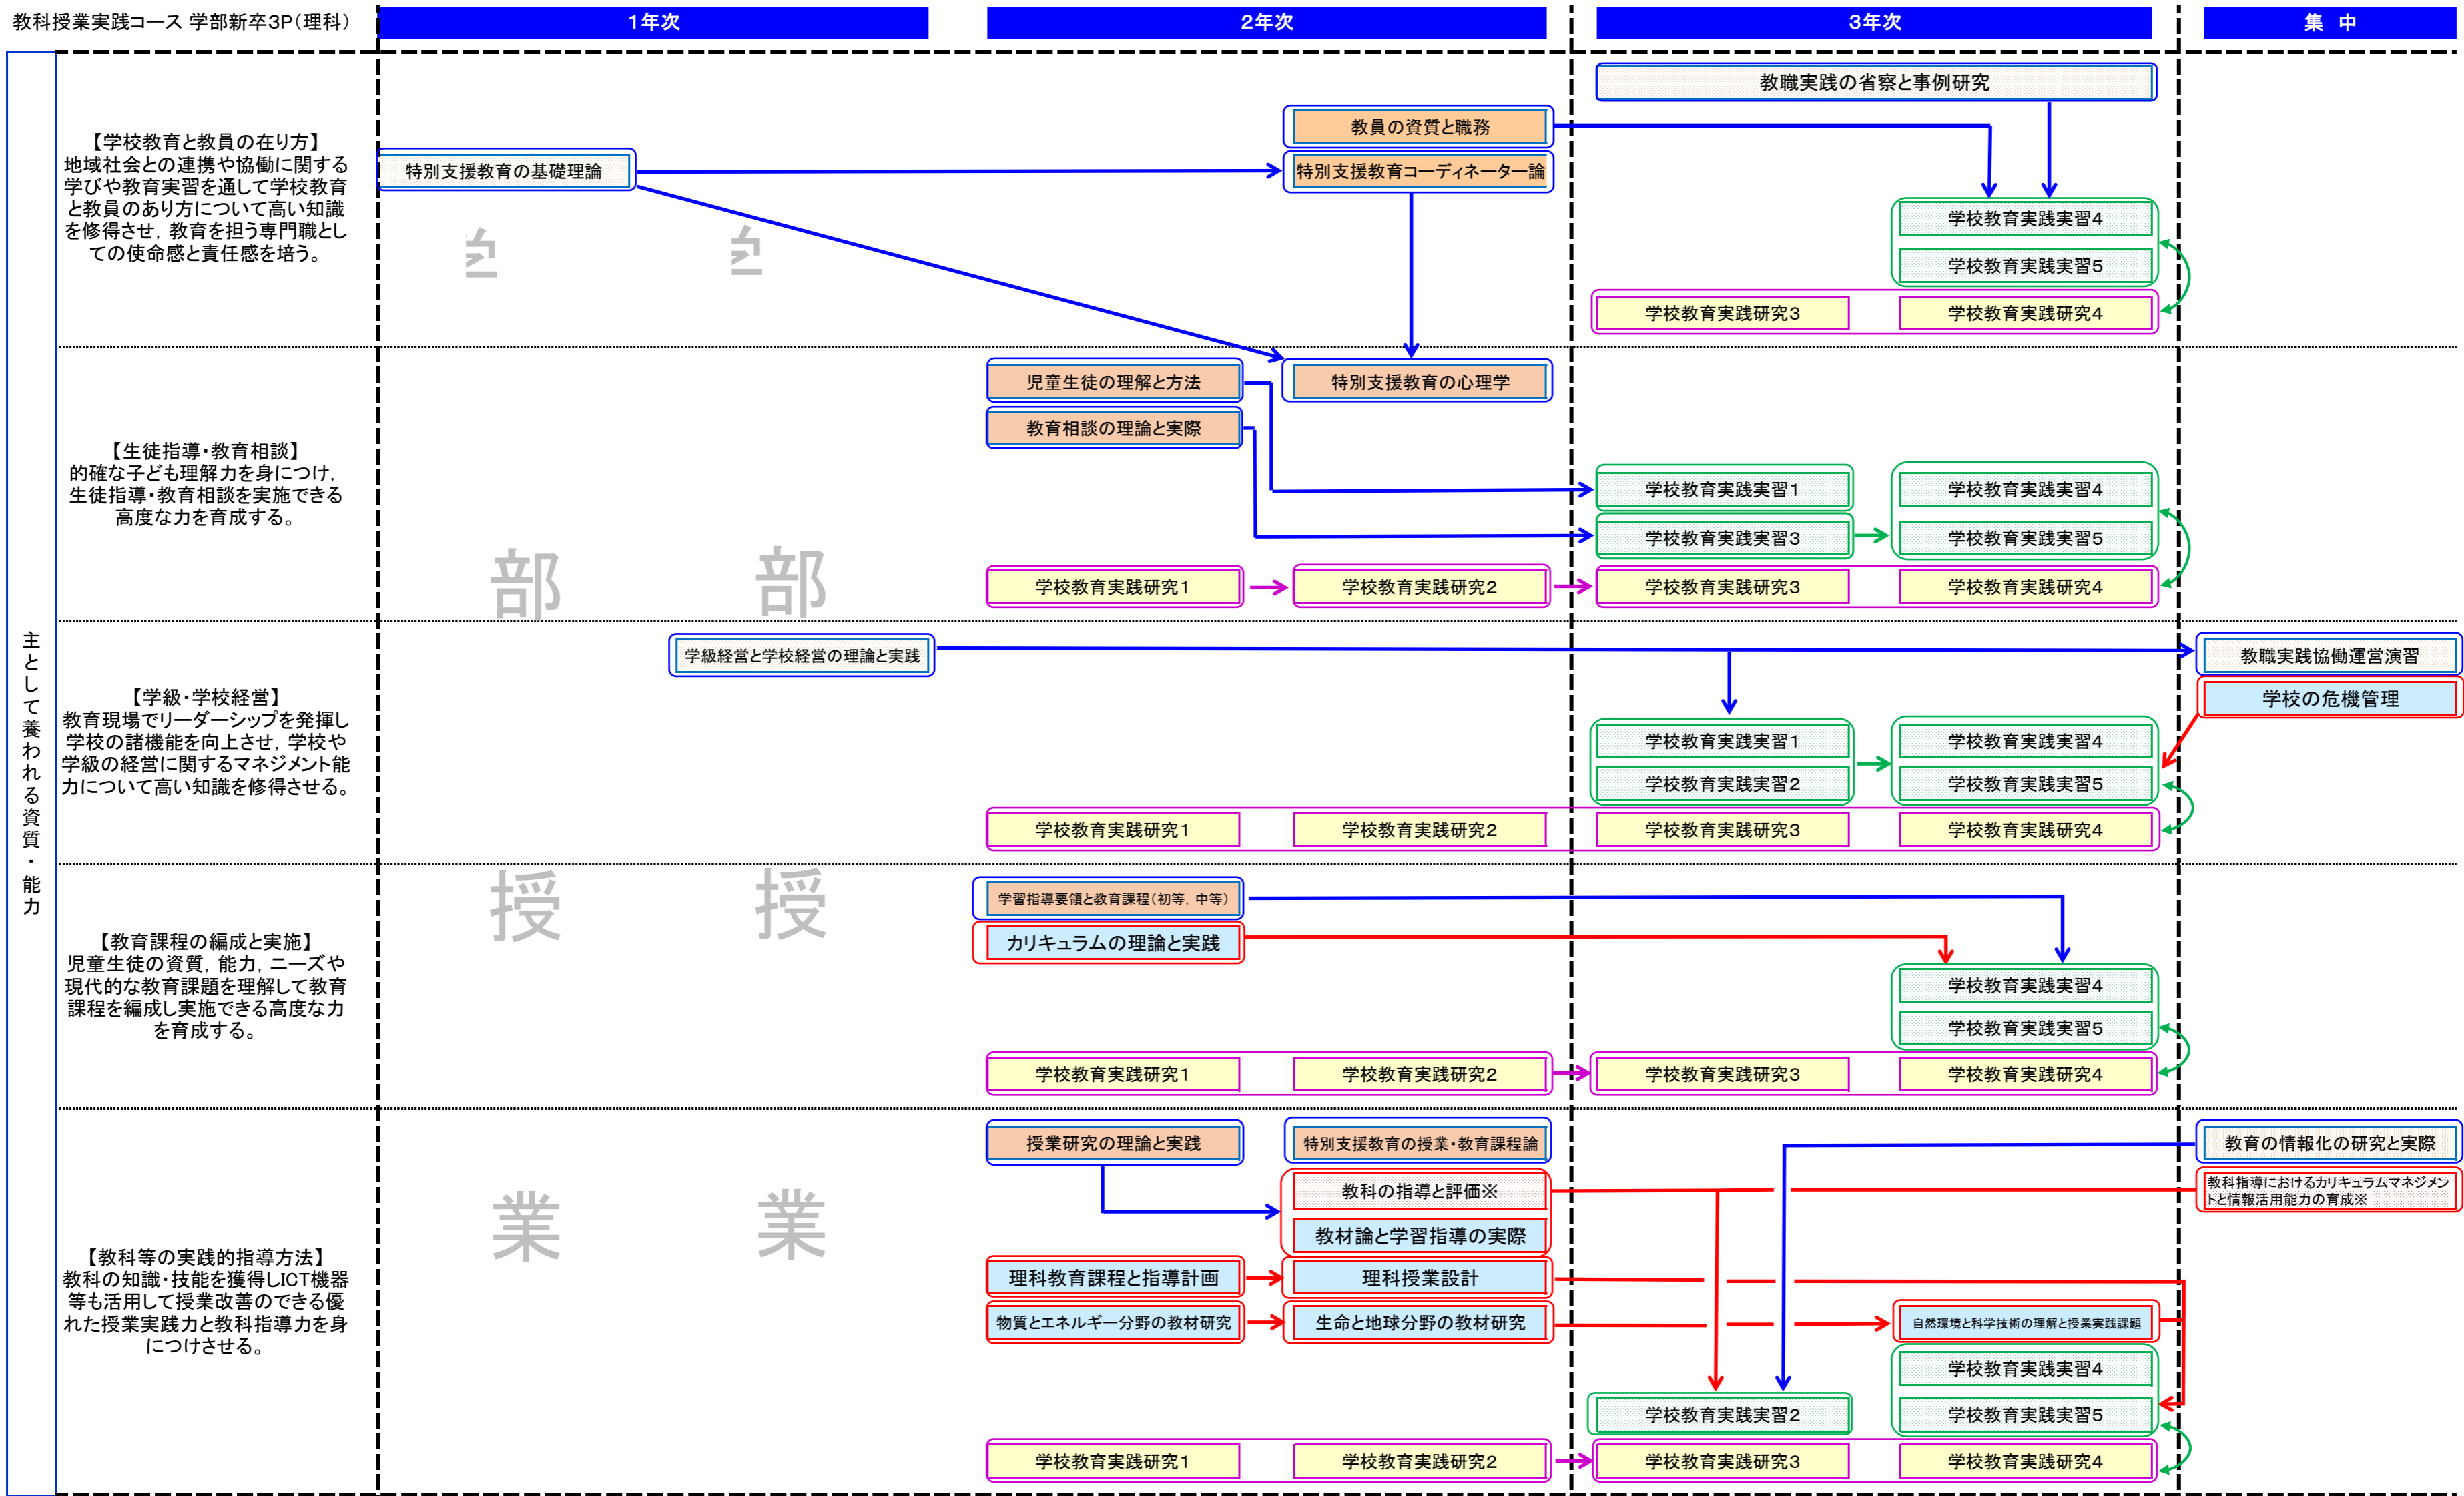 教科授業実践コース 学部新卒3P(理科)
1年次
2年次
3年次
集 中
主として養われる資質・能力
【学校教育と教員の在り方】
地域社会との連携や協働に関する
学びや教育実習を通して学校教育
と教員のあり方について高い知識
を修得させ，教育を担う専門職とし
ての使命感と責任感を培う。
教職実践の省察と事例研究
教員の資質と職務
特別支援教育の基礎理論
特別支援教育コーディネーター論
学校教育実践実習4
学校教育実践実習5
学校教育実践研究3
学校教育実践研究4
【生徒指導・教育相談】
的確な子ども理解力を身につけ，
生徒指導・教育相談を実施できる
高度な力を育成する。
児童生徒の理解と方法
特別支援教育の心理学
教育相談の理論と実際
学校教育実践実習1
学校教育実践実習4
学校教育実践実習3
学校教育実践実習5
部
部
学校教育実践研究1
学校教育実践研究2
学校教育実践研究3
学校教育実践研究4
【学級・学校経営】
教育現場でリーダーシップを発揮し
学校の諸機能を向上させ，学校や
学級の経営に関するマネジメント能
力について高い知識を修得させる。
学級経営と学校経営の理論と実践
教職実践協働運営演習
学校の危機管理
学校教育実践実習1
学校教育実践実習4
学校教育実践実習2
学校教育実践実習5
学校教育実践研究1
学校教育実践研究2
学校教育実践研究3
学校教育実践研究4
【教育課程の編成と実施】
児童生徒の資質，能力，ニーズや
現代的な教育課題を理解して教育
課程を編成し実施できる高度な力
を育成する。
授
授
学習指導要領と教育課程(初等，中等)
カリキュラムの理論と実践
学校教育実践実習4
学校教育実践実習5
学校教育実践研究1
学校教育実践研究2
学校教育実践研究3
学校教育実践研究4
【教科等の実践的指導方法】
教科の知識・技能を獲得しICT機器
等も活用して授業改善のできる優
れた授業実践力と教科指導力を身
につけさせる。
業
業
授業研究の理論と実践
特別支援教育の授業・教育課程論
教育の情報化の研究と実際
教科の指導と評価※
教科指導におけるカリキュラムマネジメン
トと情報活用能力の育成※
教材論と学習指導の実際
理科教育課程と指導計画
理科授業設計
物質とエネルギー分野の教材研究
生命と地球分野の教材研究
自然環境と科学技術の理解と授業実践課題
学校教育実践実習4
学校教育実践実習2
学校教育実践実習5
学校教育実践研究1
学校教育実践研究2
学校教育実践研究3
学校教育実践研究4